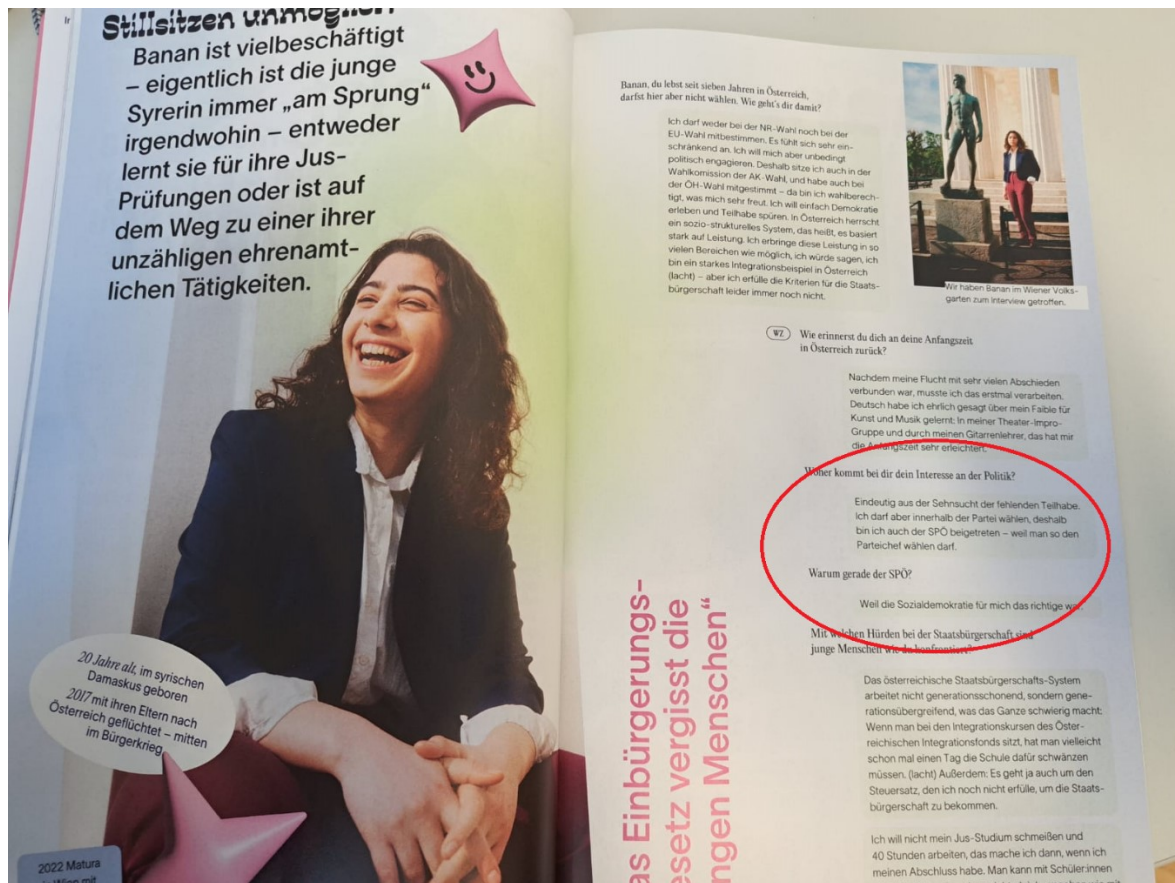 Stillsitzen unmöglich
Banan ist vielbeschäftigt
– eigentlich ist die junge
Syrerin immer „am Sprung“
irgendwohin – entweder
lernt sie für ihre Jus-
Prüfungen oder ist auf
dem Weg zu einer ihrer
unzähligen ehrenamt-
lichen Tätigkeiten.
20 Jahre alt, im syrischen
Damaskus geboren
2017 mit ihren Eltern nach
Österreich geflüchtet – mitten
im Bürgerkrieg
2022 Matura
in Wien mit
Banan, du lebst seit sieben Jahren in Österreich,
darfst hier aber nicht wählen. Wie geht's dir damit?
Ich darf weder bei der NR-Wahl noch bei der
EU-Wahl mitbestimmen. Es fühlt sich sehr ein-
schränkend an. Ich will mich aber unbedingt
politisch engagieren. Deshalb sitze ich auch in der
Wahlkomission der AK-Wahl, und habe auch bei
der ÖH-Wahl mitgestimmt – da bin ich wahlberech-
tigt, was mich sehr freut. Ich will einfach Demokratie
erleben und Teilhabe spüren. In Österreich herrscht
ein sozio-strukturelles System, das heißt, es basiert
stark auf Leistung. Ich erbringe diese Leistung in so
vielen Bereichen wie möglich, ich würde sagen, ich
bin ein starkes Integrationsbeispiel in Österreich
(lacht) – aber ich erfülle die Kriterien für die Staats-
bürgerschaft leider immer noch nicht.
Wir haben Banan im Wiener Volks-
garten zum Interview getroffen.
WZ Wie erinnerst du dich an deine Anfangszeit
in Österreich zurück?
Nachdem meine Flucht mit sehr vielen Abschieden
verbunden war, musste ich das erstmal verarbeiten.
Deutsch habe ich ehrlich gesagt über mein Faible für
Kunst und Musik gelernt: In meiner Theater-Impro-
Gruppe und durch meinen Gitarrenlehrer, das hat mir
die Anfangszeit sehr erleichten.
Woher kommt bei dir dein Interesse an der Politik?
Eindeutig aus der Sehnsucht der fehlenden Teilhabe.
Ich darf aber innerhalb der Partei wählen, deshalb
bin ich auch der SPÖ beigetreten – weil man so den
Parteichef wählen darf.
Warum gerade der SPÖ?
Weil die Sozialdemokratie für mich das richtige war.
Mit welchen Hürden bei der Staatsbürgerschaft sind
junge Menschen wie du konfrontiert?
Das österreichische Staatsbürgerschafts-System
arbeitet nicht generationsschonend, sondern gene-
rationsübergreifend, was das Ganze schwierig macht:
Wenn man bei den Integrationskursen des Öster-
reichischen Integrationsfonds sitzt, hat man vielleicht
schon mal einen Tag die Schule dafür schwänzen
müssen. (lacht) Außerdem: Es geht ja auch um den
Steuersatz, den ich noch nicht erfülle, um die Staats-
bürgerschaft zu bekommen.
Ich will nicht mein Jus-Studium schmeißen und
40 Stunden arbeiten, das mache ich dann, wenn ich
meinen Abschluss habe. Man kann mit Schüler:innen
as Einbürgerungs-
esetz vergisst die
ngen Menschen“